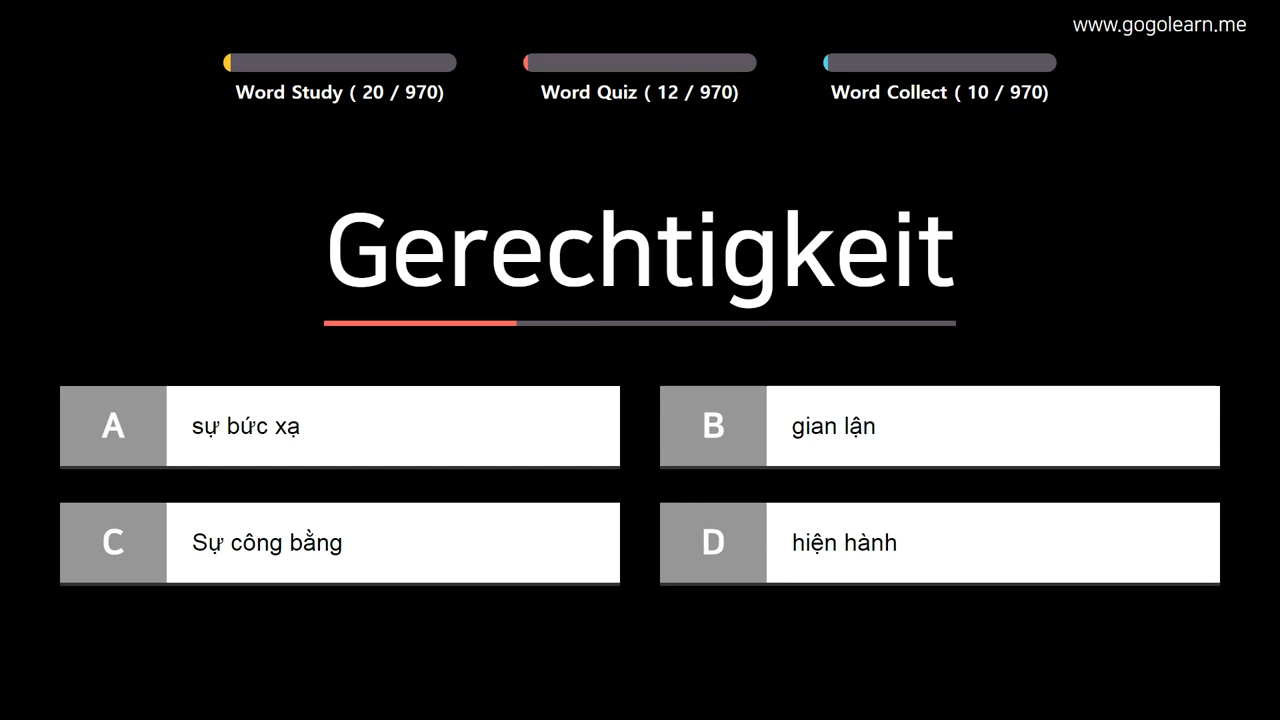 www.gogolearn.me
Word Study ( 20 / 970)
Word Quiz ( 12 / 970)
Word Collect ( 10 / 970)
Gerechtigkeit
A sự bức xạ
B gian lận
C Sự công bằng
D hiện hành